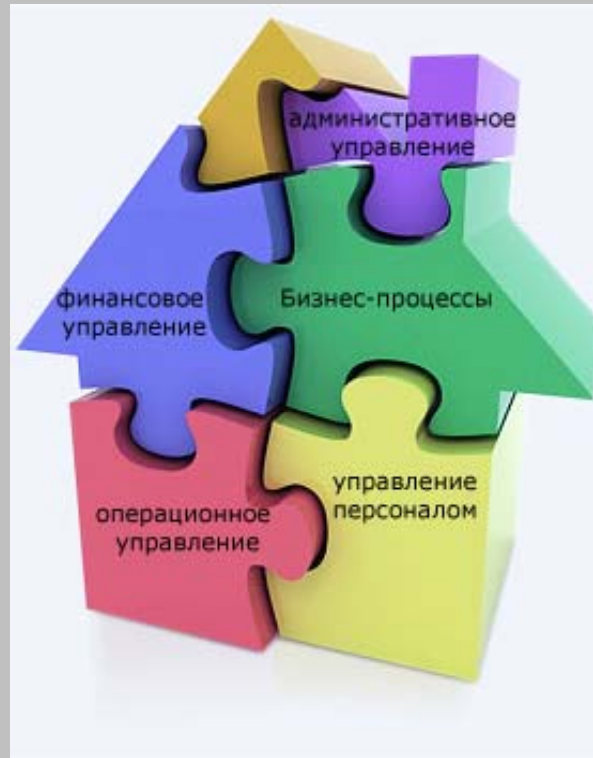 административное
управление
финансовое
управление
Бизнес-процессы
управление
персоналом
операционное
управление